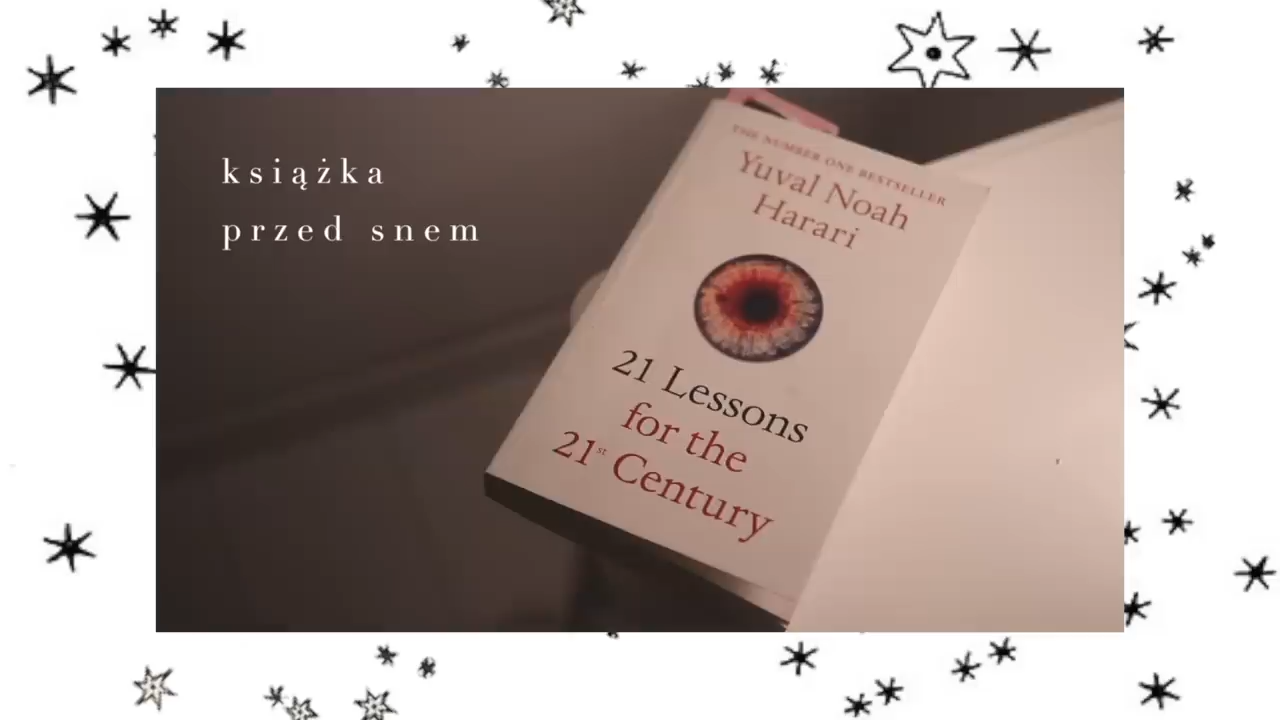 książka
przed snem
THE NUMBER ONE BESTSELLER
Yuval Noah
Harari
21 Lessons
for the
21st Century